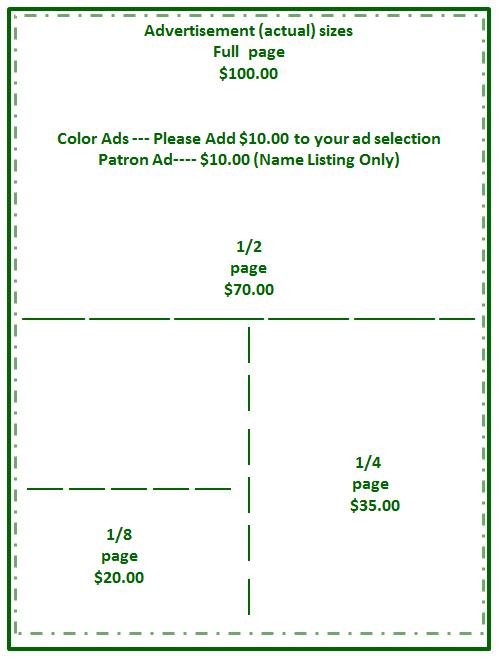 Advertisement (actual) sizes
Full page
$100.00
Color Ads --- Please Add $10.00 to your ad selection
Patron Ad---- $10.00 (Name Listing Only)
1/2
page
$70.00
1/4
page
$35.00
1/8
page
$20.00